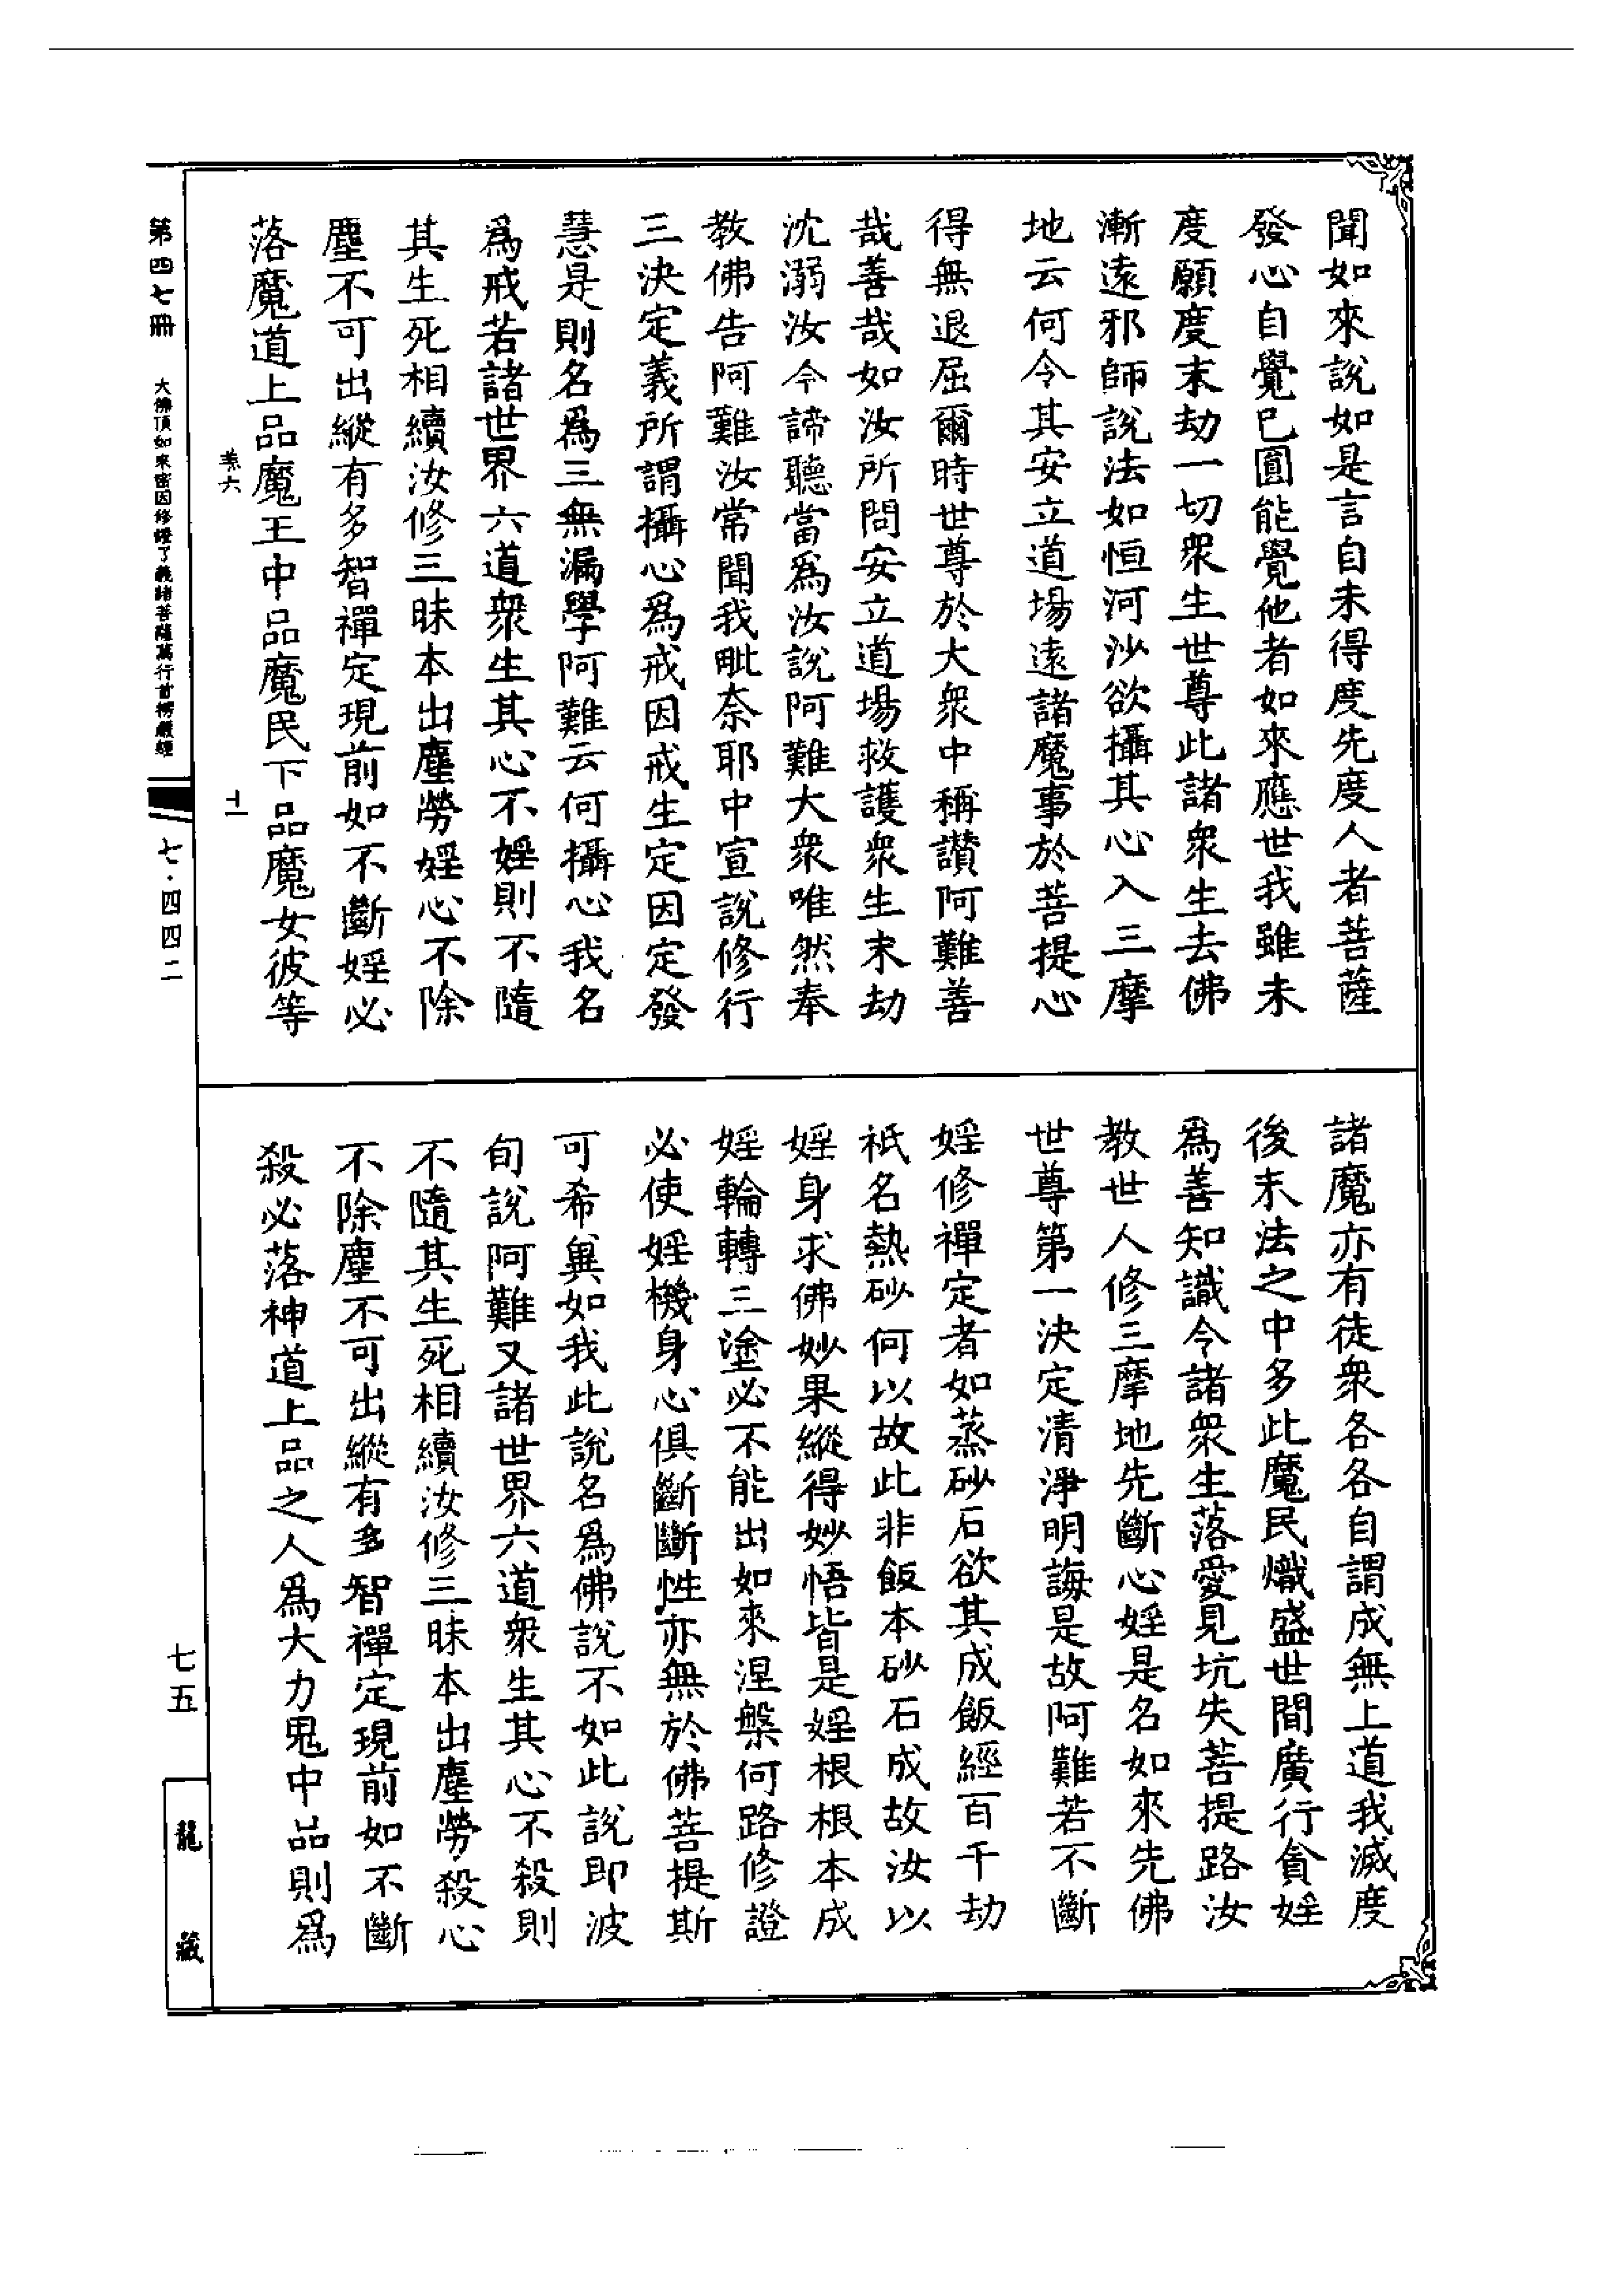 聞如來說如是言自未得度先度人者菩薩
發心自覺已圓能覺他者如來應世我雖未
度願度末劫一切衆生世尊此諸衆生去佛
漸遠邪師說法如恒河沙欲攝其心入三摩
地云何令其安立道場遠諸魔事於菩提心
得無退屈爾時世尊於大衆中稱讚阿難善
哉善哉如汝所問安立道場救護衆生末劫
沈溺汝今諦聽當爲汝說阿難大衆唯然奉
教佛告阿難汝常聞我毗奈耶中宣說修行
三決定義所謂攝心爲戒因戒生定因定發
慧是則名爲三無漏學阿難云何攝心我名
爲戒若諸世界六道衆生其心不婬則不隨
其生死相續汝修三昧本出塵勞婬心不除
塵不可出縱有多智禪定現前如不斷婬必
落魔道上品魔王中品魔民下品魔女彼等
諸魔亦有徒衆各各自謂成無上道我滅度
後末法之中多此魔民熾盛世間廣行貪婬
爲善知識令諸衆生落愛見坑失菩提路汝
教世人修三摩地先斷心婬是名如來先佛
世尊第一決定清淨明誨是故阿難若不斷
婬修禪定者如蒸砂石欲其成飯經百千劫
祇名熱砂何以故此非飯本砂石成故汝以
婬身求佛妙果縱得妙悟皆是婬根根本成
婬輪轉三塗必不能出如來涅槃何路修證
必使婬機身心俱斷斷性亦無於佛菩提斯
可希冀如我此說名爲佛說不如此說即波
旬說阿難又諸世界六道衆生其心不殺則
不隨其生死相續汝修三昧本出塵勞殺心
不除塵不可出縱有多智禪定現前如不斷
殺必落神道上品之人爲大力鬼中品則爲
素六
十一
第四七冊
大佛頂如來密因修證了義諸菩薩萬行首楞嚴經
七·四四二
七五
龍藏